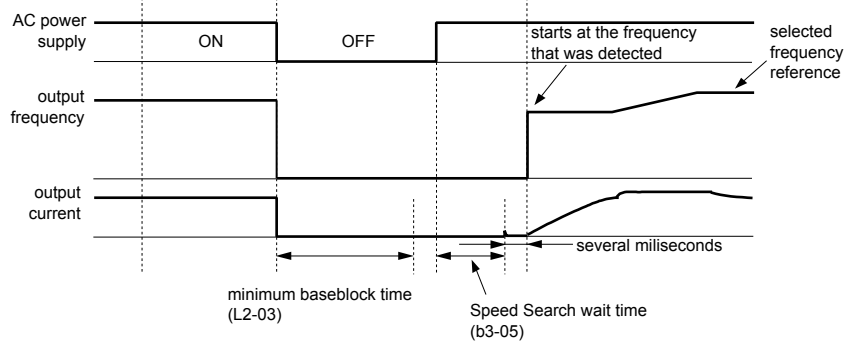 AC power
supply
ON
OFF
starts at the frequency
that was detected
selected
frequency
reference
output
frequency
output
current
several miliseconds
minimum baseblock time
(L2-03)
Speed Search wait time
(b3-05)